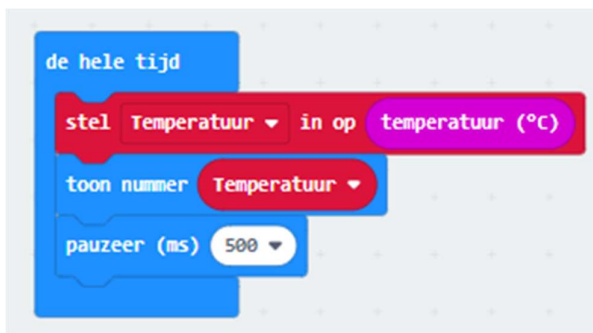 de hele tijd
stel Temperatuur in op temperatuur (°C)
toon nummer Temperatuur
pauzeer (ms) 500